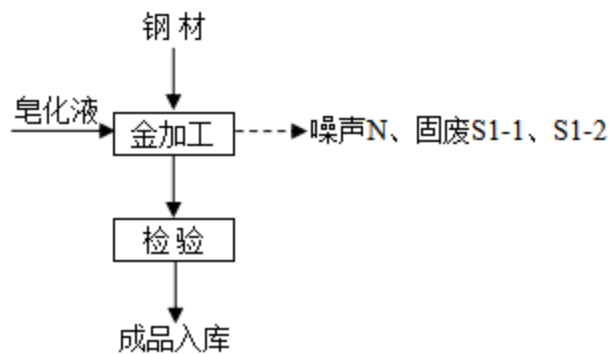 钢材
皂化液
金加工
噪声N、固废S1-1、S1-2
检验
成品入库